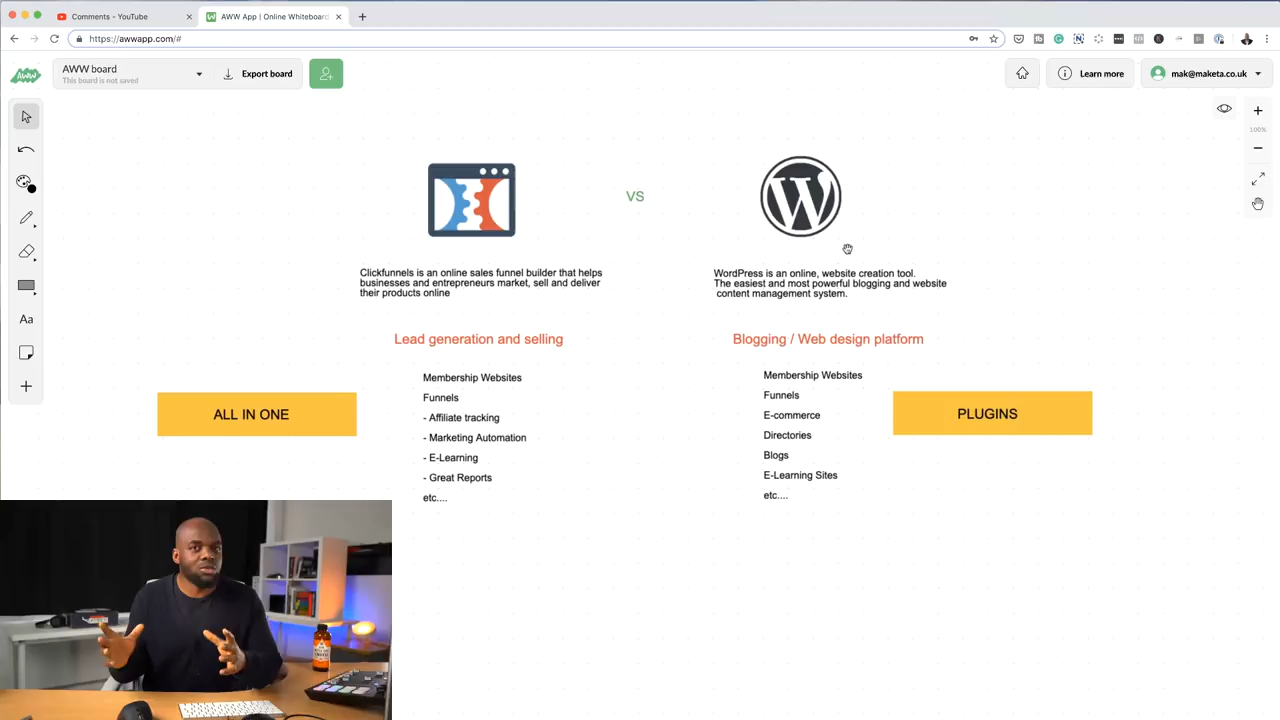 Comments - YouTube
AWW App | Online Whiteboard
https://awwapp.com/#
AWW
AWW board
This board is not saved
Export board
Learn more
mak@maketa.co.uk
100%
Aa
VS
Clickfunnels is an online sales funnel builder that helps
businesses and entrepreneurs market, sell and deliver
their products online
WordPress is an online, website creation tool.
The easiest and most powerful blogging and website
content management system.
Lead generation and selling
Blogging / Web design platform
ALL IN ONE
Membership Websites
Funnels
- Affiliate tracking
- Marketing Automation
- E-Learning
- Great Reports
etc....
Membership Websites
Funnels
E-commerce
Directories
Blogs
E-Learning Sites
etc....
PLUGINS